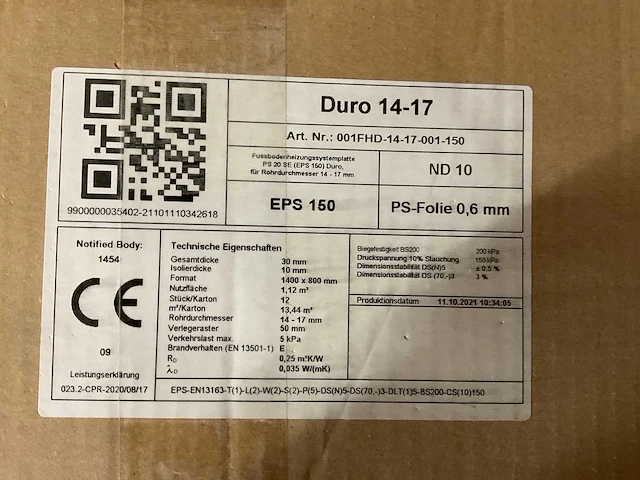 Duro 14-17
Art. Nr.: 001FHD-14-17-001-150
Fussbodenheizungssystemplatte
PS 20 SE (EPS 150) Duro,
für Rohrdurchmesser 14 - 17 mm
ND 10
EPS 150
PS-Folie 0,6 mm
9900000035402-21101110342618
Notified Body:
1454
CE
09
Leistungserklärung
023.2-CPR-2020/08/17
Technische Eigenschaften
Gesamtdicke 30 mm
Isolierdicke 10 mm
Format 1400 x 800 mm
Nutzfläche 1,12 m²
Stück/Karton 12
m²/Karton 13,44 m²
Rohrdurchmesser 14 - 17 mm
Verlegeraster 50 mm
Verkehrslast max. 5 kPa
Brandverhalten (EN 13501-1) E
RD 0,25 m²K/W
λD 0,035 W/(mK)
Biegefestigkeit BS200 200 kPa
Druckspannung 10% Stauchung 150 kPa
Dimensionsstabilität DS(N)5 ± 0,5 %
Dimensionsstabilität DS (70,-)3 3 %
Produktionsdatum 11.10.2021 10:34:05
EPS-EN13163-T(1)-L(2)-W(2)-S(2)-P(5)-DS(N)5-DS(70,-)3-DLT(1)5-BS200-CS(10)150